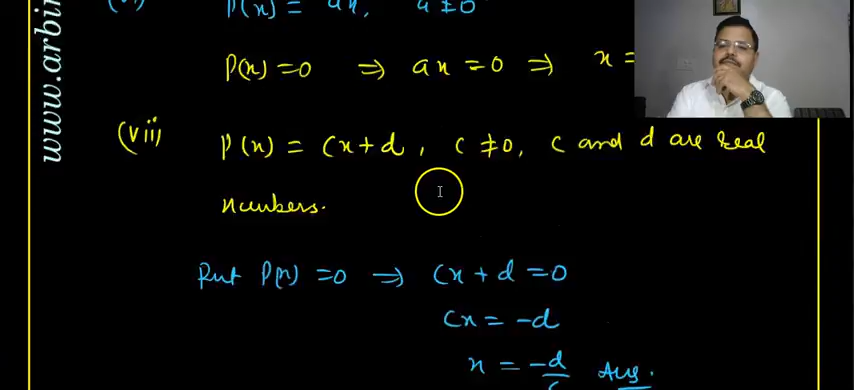 P(x) = ax, a ≠ 0
P(x) = 0 ⇒ ax = 0 ⇒ x =
(vii) P(x) = cx + d, c ≠ 0, c and d are real
numbers.
Put P(x) = 0 ⇒ cx + d = 0
cx = -d
x = -d/c Ans.
www.arbin